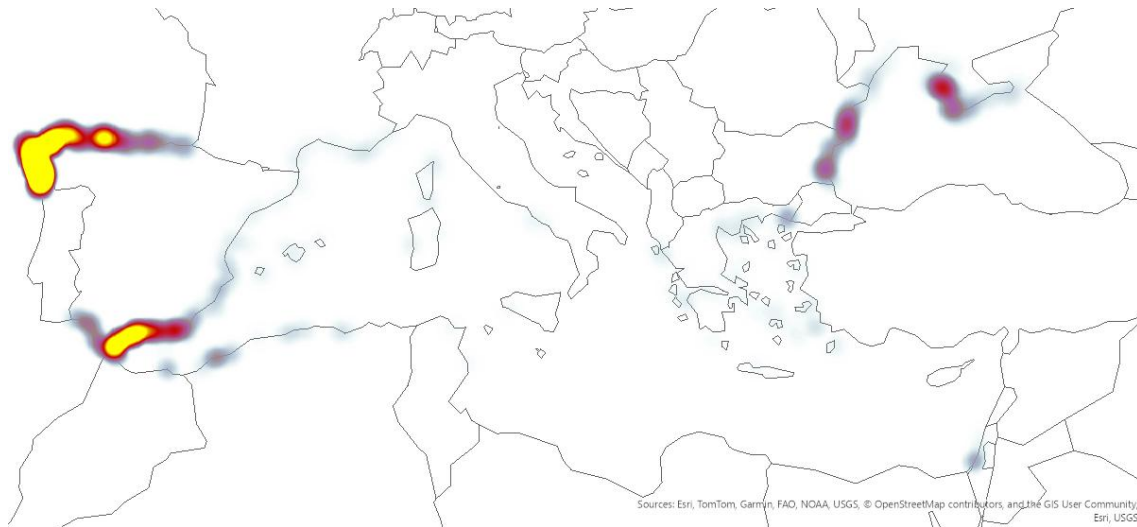 Sources: Esri, TomTom, Garmin, FAO, NOAA, USGS, © OpenStreetMap contributors, and the GIS User Community,
Esri, USGS